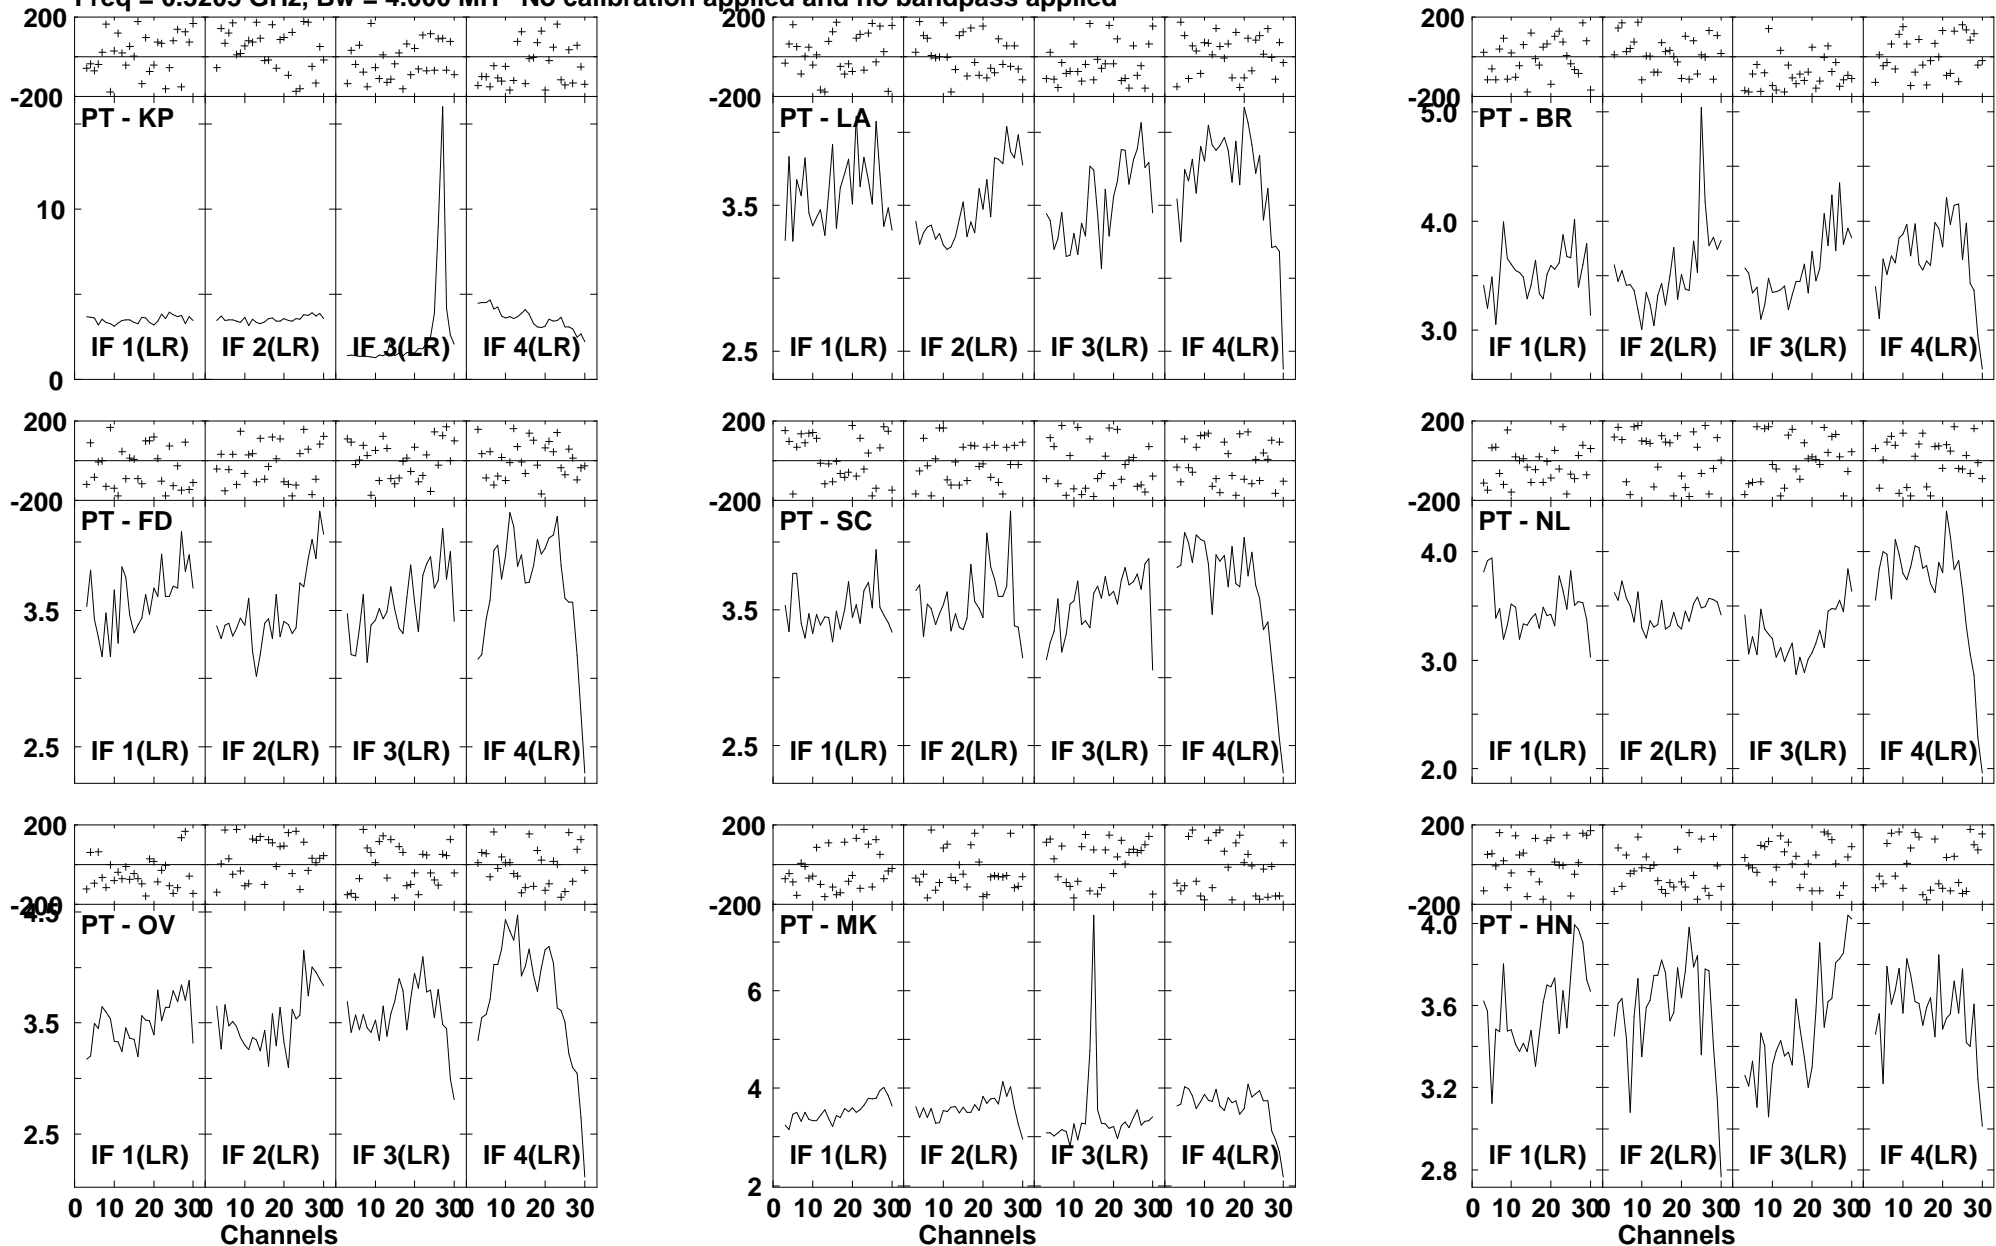 No calibration applied and no bandpass applied
200 200 200
-200 -200 -200
PT - KP PT - LA PT - BR
5.0
10 3.5 4.0
3.0
IF 1(LR) IF 2(LR) IF 3(LR) IF 4(LR) IF 1(LR) IF 2(LR) IF 3(LR) IF 4(LR) IF 1(LR) IF 2(LR) IF 3(LR) IF 4(LR)
2.5
0
200 200 200
-200 -200 -200
PT - FD PT - SC PT - NL
4.0
3.5 3.5
3.0
IF 1(LR) IF 2(LR) IF 3(LR) IF 4(LR) IF 1(LR) IF 2(LR) IF 3(LR) IF 4(LR) IF 1(LR) IF 2(LR) IF 3(LR) IF 4(LR)
2.5 2.5 2.0
200 200 200
-200 -200 -200
4.5
PT - OV PT - MK PT - HN
4.0
6
3.5 3.6
4 3.2
2.5
IF 1(LR) IF 2(LR) IF 3(LR) IF 4(LR) IF 1(LR) IF 2(LR) IF 3(LR) IF 4(LR) IF 1(LR) IF 2(LR) IF 3(LR) IF 4(LR)
2 2.8
0 10 20 30 0 10 20 30 0 10 20 30 0 10 20 30 0 10 20 30 0 10 20 30 0 10 20 30 0 10 20 30 0 10 20 30 0 10 20 30 0 10 20 30 0 10 20 30
Channels Channels